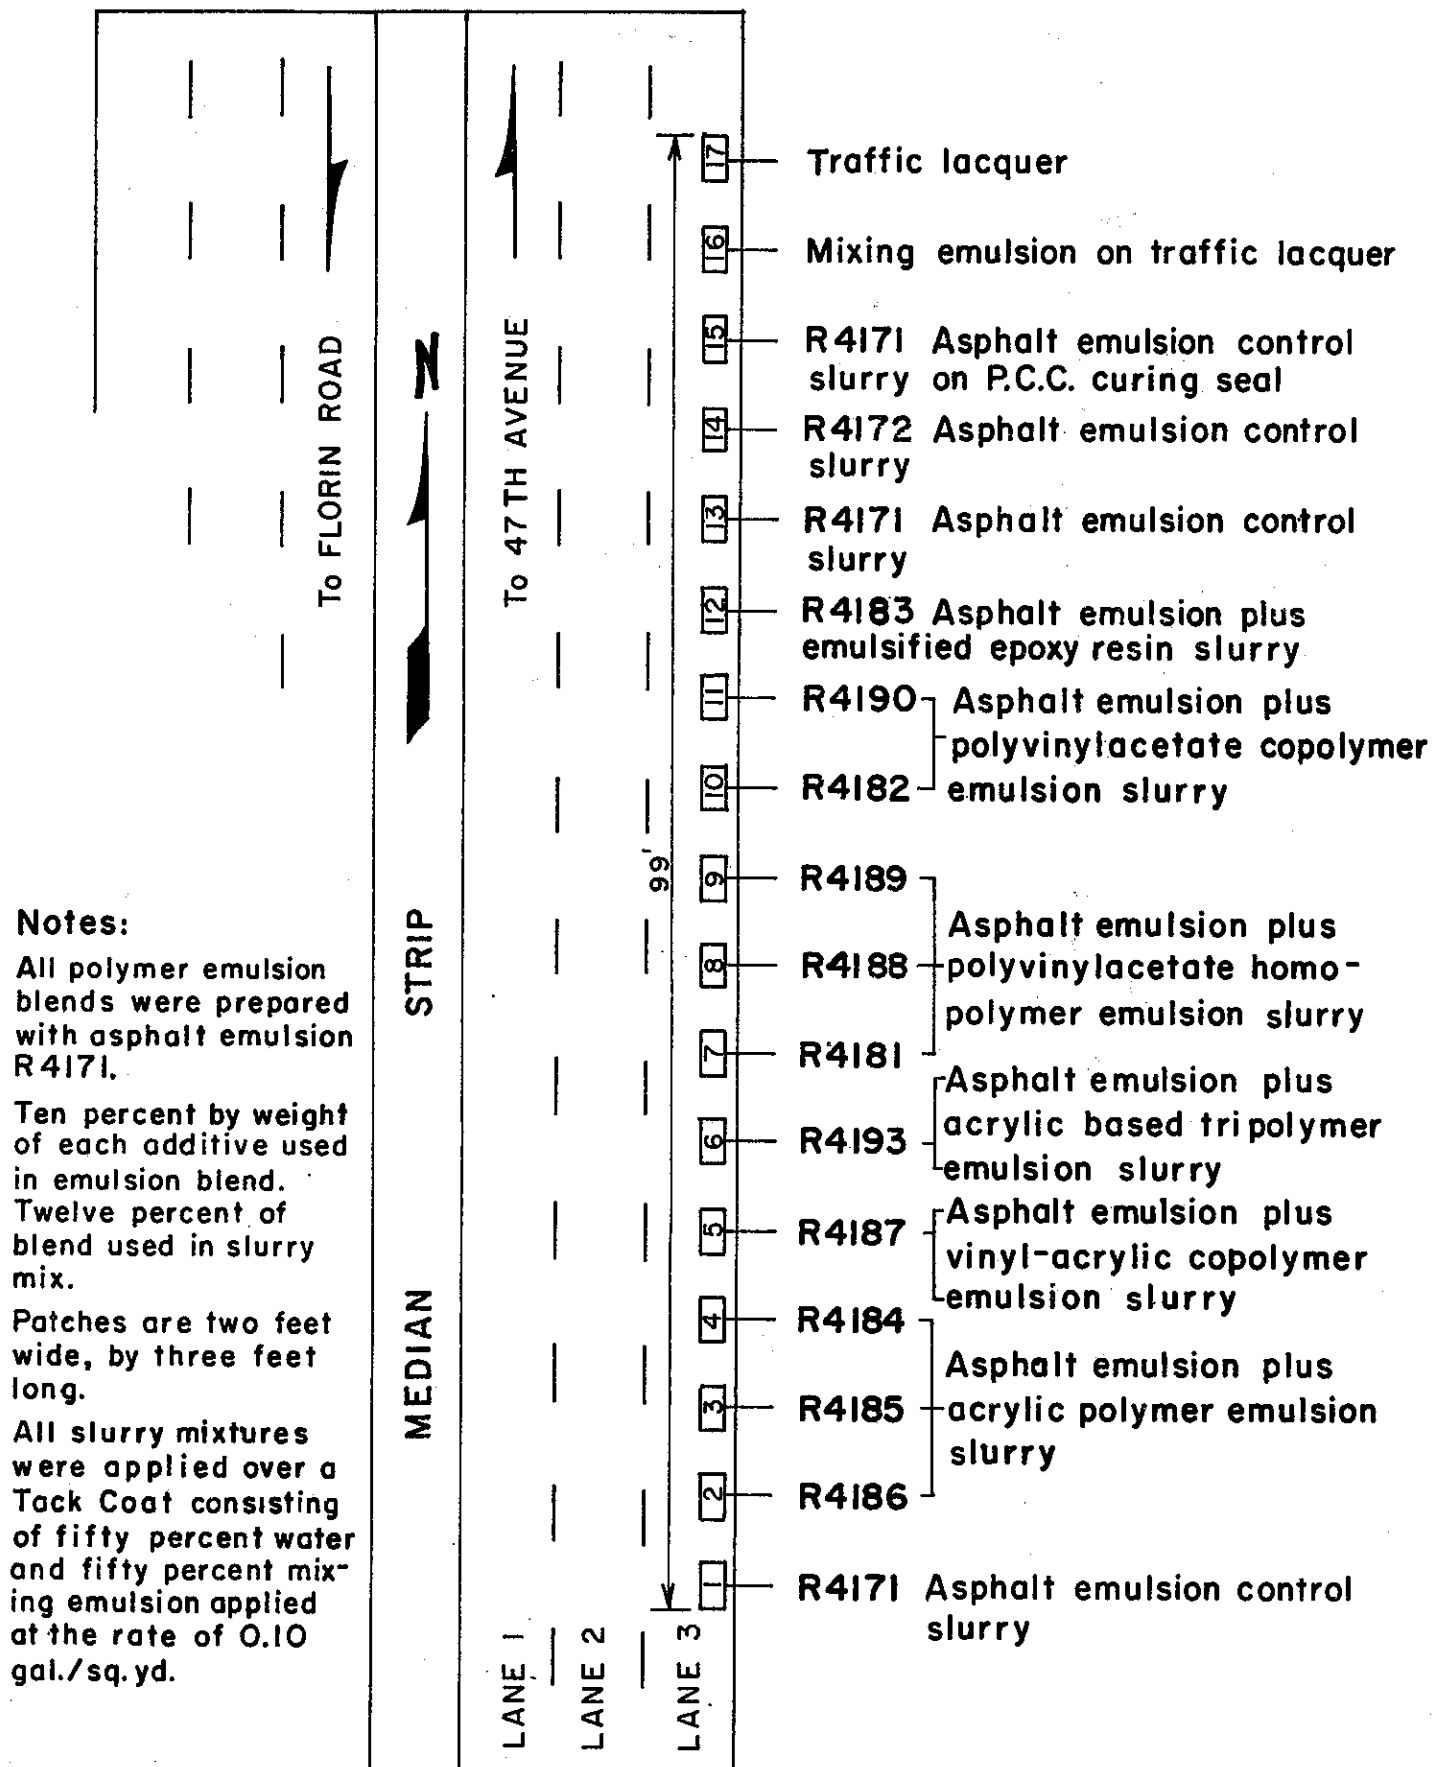 17
Traffic lacquer
16
Mixing emulsion on traffic lacquer
15
R4171 Asphalt emulsion control
slurry on P.C.C. curing seal
14
R4172 Asphalt emulsion control
slurry
13
R4171 Asphalt emulsion control
slurry
12
R4183 Asphalt emulsion plus
emulsified epoxy resin slurry
11
R4190
10
R4182
Asphalt emulsion plus
polyvinylacetate copolymer
emulsion slurry
9
R4189
8
R4188
7
R4181
Asphalt emulsion plus
polyvinylacetate homo-
polymer emulsion slurry
6
R4193
Asphalt emulsion plus
acrylic based tripolymer
emulsion slurry
5
R4187
Asphalt emulsion plus
vinyl-acrylic copolymer
emulsion slurry
4
R4184
3
R4185
2
R4186
Asphalt emulsion plus
acrylic polymer emulsion
slurry
1
R4171 Asphalt emulsion control
slurry
To FLORIN ROAD
N
To 47TH AVENUE
99'
MEDIAN STRIP
LANE 1
LANE 2
LANE 3
Notes:
All polymer emulsion
blends were prepared
with asphalt emulsion
R4171.
Ten percent by weight
of each additive used
in emulsion blend.
Twelve percent of
blend used in slurry
mix.
Patches are two feet
wide, by three feet
long.
All slurry mixtures
were applied over a
Tack Coat consisting
of fifty percent water
and fifty percent mix-
ing emulsion applied
at the rate of 0.10
gal./sq. yd.